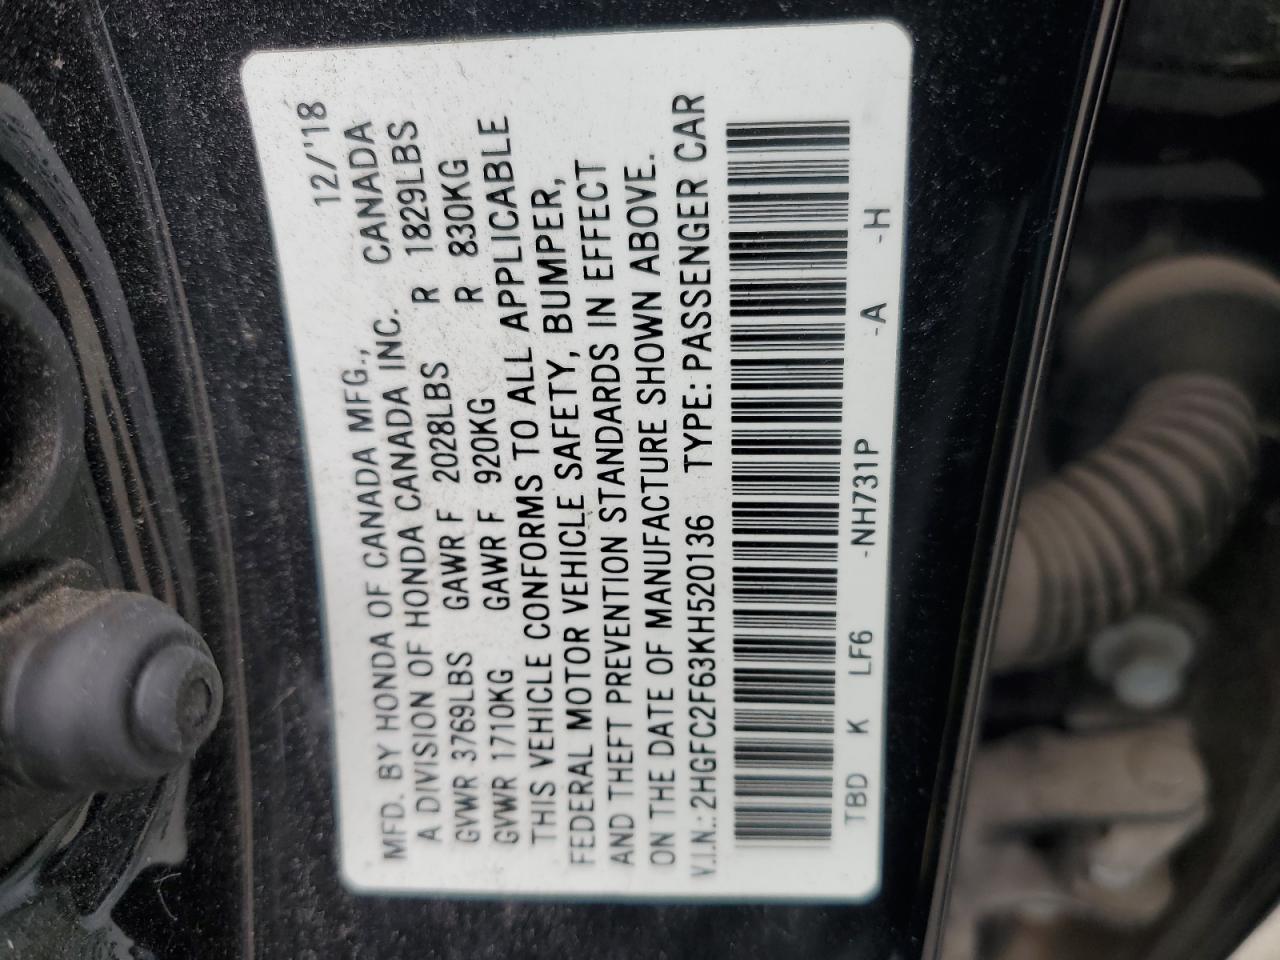 12/'18
MFD. BY HONDA OF CANADA MFG., CANADA
A DIVISION OF HONDA CANADA INC.
GVWR 3769LBS GAWR F 2028LBS R 1829LBS
GVWR 1710KG GAWR F 920KG R 830KG
THIS VEHICLE CONFORMS TO ALL APPLICABLE
FEDERAL MOTOR VEHICLE SAFETY, BUMPER,
AND THEFT PREVENTION STANDARDS IN EFFECT
ON THE DATE OF MANUFACTURE SHOWN ABOVE.
V.I.N.: 2HGFC2F63KH520136 TYPE: PASSENGER CAR
TBD K LF6 -NH731P -A -H